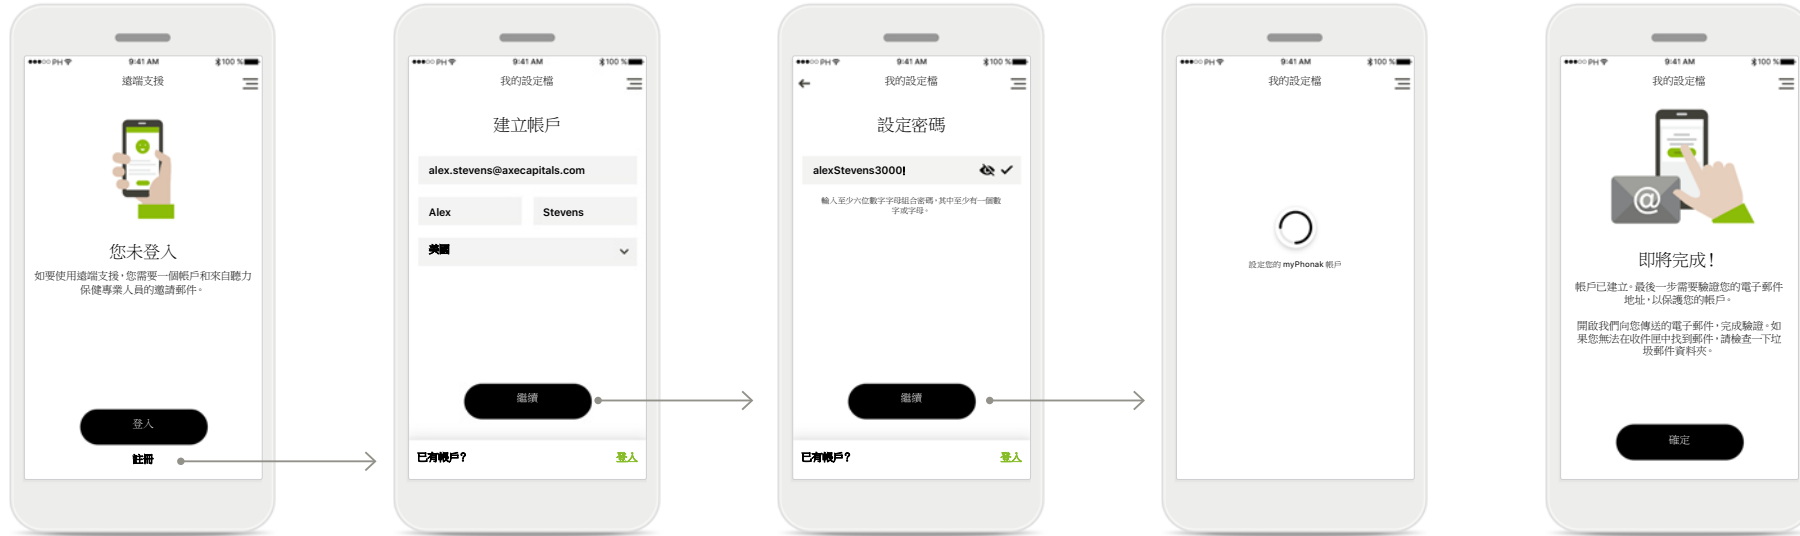 PH 9:41 AM 100 %
遠端支援
您未登入
如要使用遠端支援，您需要一個帳戶和來自聽力
保健專業人員的邀請郵件。
登入
註冊
PH 9:41 AM 100 %
我的設定檔
建立帳戶
alex.stevens@axecapitals.com
Alex Stevens
美國
繼續
已有帳戶？ 登入
PH 9:41 AM 100 %
我的設定檔
設定密碼
alexStevens3000!
輸入至少六位數字字母組合密碼，其中至少有一個數
字或字母。
繼續
已有帳戶？ 登入
PH 9:41 AM 100 %
我的設定檔
設定您的 myPhonak 帳戶
PH 9:41 AM 100 %
我的設定檔
@
即將完成！
帳戶已建立。最後一步需要驗證您的電子郵件
地址，以保護您的帳戶。
開啟我們向您傳送的電子郵件，完成驗證。如
果您無法在收件匣中找到郵件，請檢查一下垃
圾郵件資料夾。
確定